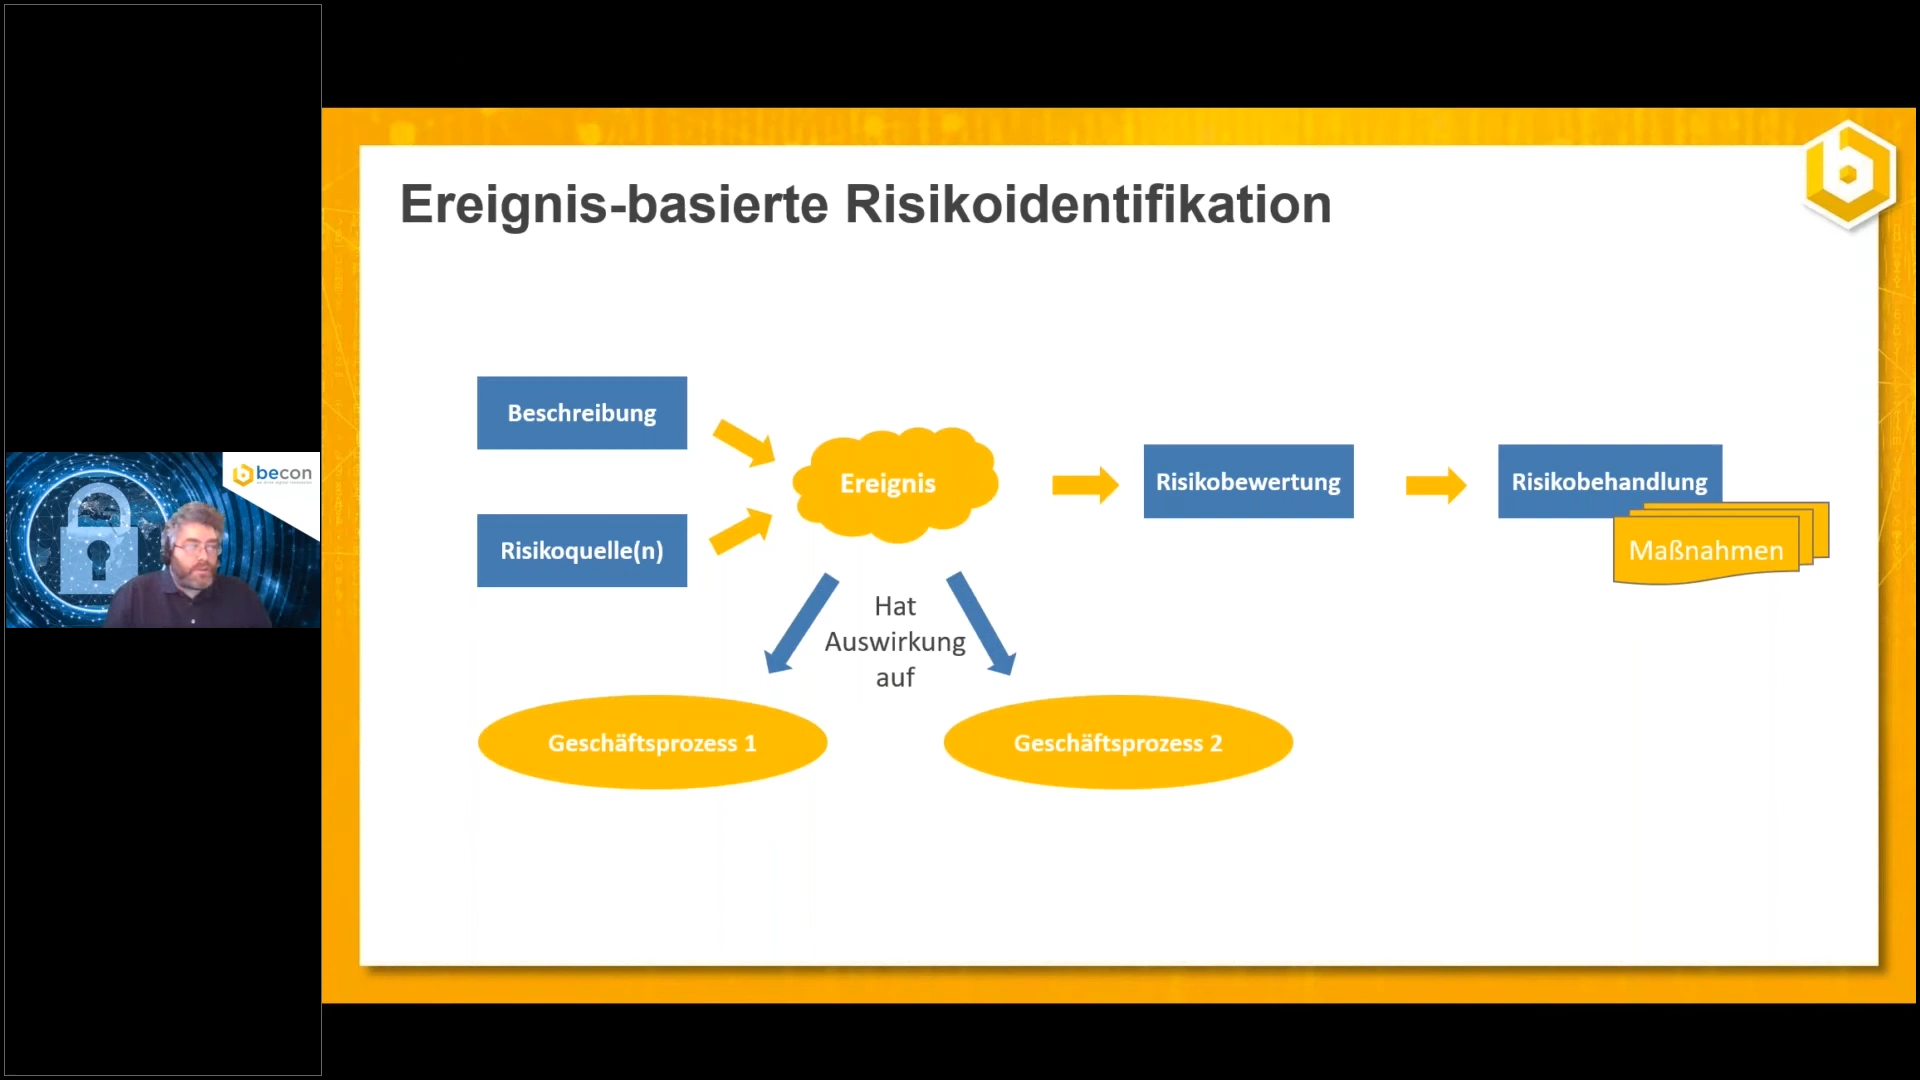 becon
Ereignis-basierte Risikoidentifikation
Beschreibung
Risikoquelle(n)
Ereignis
Risikobewertung
Risikobehandlung
Maßnahmen
Hat
Auswirkung
auf
Geschäftsprozess 1
Geschäftsprozess 2